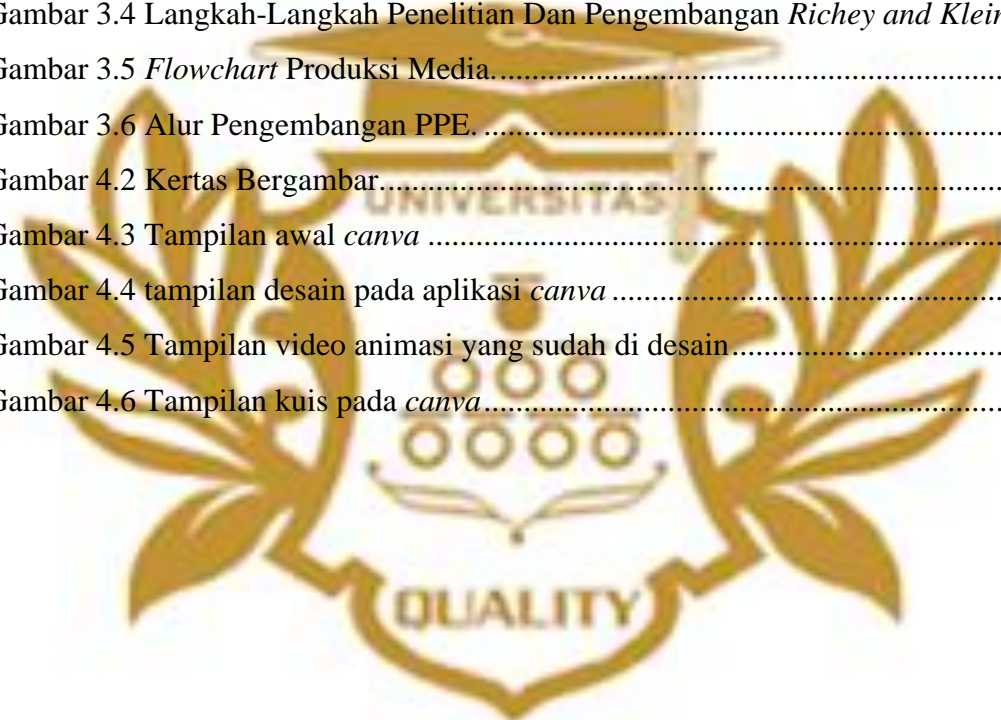 Gambar 3.4 Langkah-Langkah Penelitian Dan Pengembangan Richey and Klein
Gambar 3.5 Flowchart Produksi Media.......................................................
Gambar 3.6 Alur Pengembangan PPE. .......................................................
Gambar 4.2 Kertas Bergambar....................................................................
UNIVERSITAS
Gambar 4.3 Tampilan awal canva ..............................................................
Gambar 4.4 tampilan desain pada aplikasi canva .......................................
Gambar 4.5 Tampilan video animasi yang sudah di desain.........................
Gambar 4.6 Tampilan kuis pada canva.......................................................
QUALITY